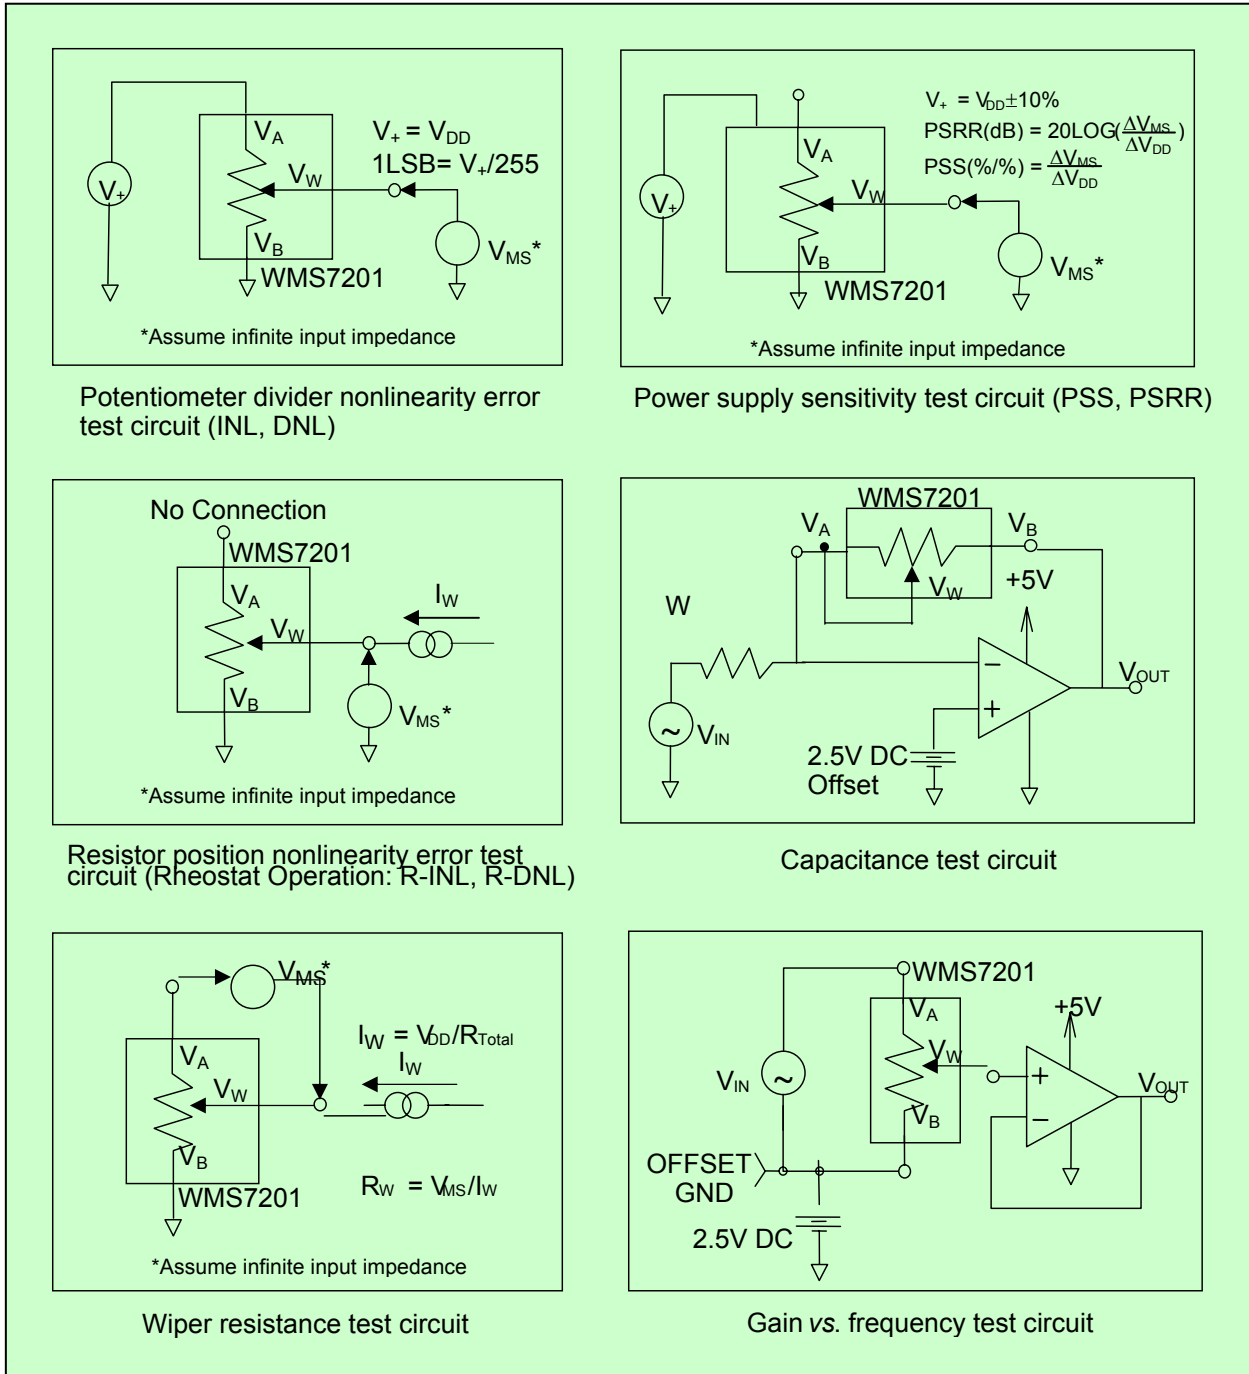 V+ = VDD
1LSB= V+/255
VA
VW
V+
VB
VMS*
WMS7201
*Assume infinite input impedance
Potentiometer divider nonlinearity error
test circuit (INL, DNL)
V+ = VDD±10%
PSRR(dB) = 20LOG(ΔVMS/ΔVDD)
PSS(%/%) = ΔVMS/ΔVDD
VA
VW
V+
VB
VMS*
WMS7201
*Assume infinite input impedance
Power supply sensitivity test circuit (PSS, PSRR)
No Connection
WMS7201
VA
IW
VW
VB
VMS*
*Assume infinite input impedance
Resistor position nonlinearity error test
circuit (Rheostat Operation: R-INL, R-DNL)
WMS7201
VA
VB
VW
+5V
W
−
VOUT
+
~
VIN
2.5V DC
Offset
Capacitance test circuit
VMS*
IW = VDD/RTotal
VA
IW
VW
VB
RW = VMS/IW
WMS7201
*Assume infinite input impedance
Wiper resistance test circuit
WMS7201
VA
+5V
VW
VIN
~
+
VOUT
−
VB
OFFSET
GND
2.5V DC
Gain vs. frequency test circuit